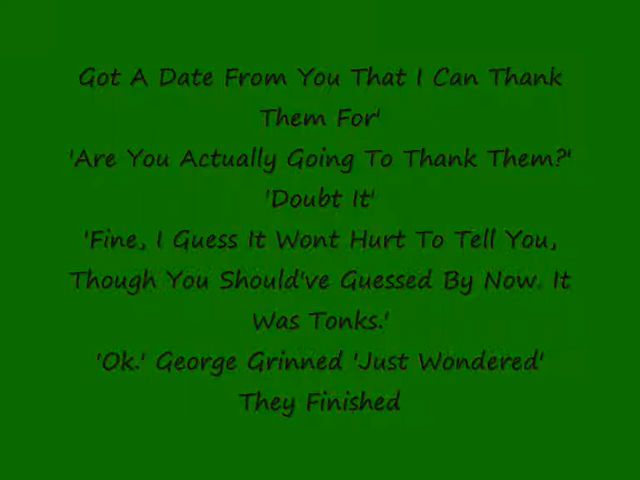 Got A Date From You That I Can Thank
Them For'
'Are You Actually Going To Thank Them?'
'Doubt It'
'Fine, I Guess It Wont Hurt To Tell You,
Though You Should've Guessed By Now. It
Was Tonks.'
'Ok.' George Grinned 'Just Wondered'
They Finished